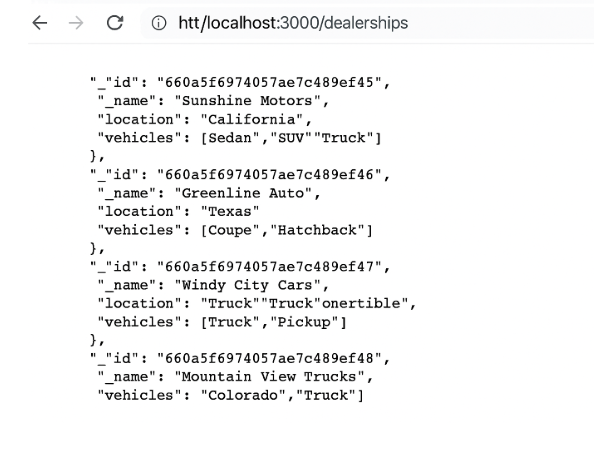 htt/localhost:3000/dealerships
"_"id": "660a5f6974057ae7c489ef45",
"_name": "Sunshine Motors",
"location": "California",
"vehicles": [Sedan","SUV""Truck"]
},
"_"id": "660a5f6974057ae7c489ef46",
"_name": "Greenline Auto",
"location": "Texas"
"vehicles": [Coupe","Hatchback"]
},
"_"id": "660a5f6974057ae7c489ef47",
"_name": "Windy City Cars",
"location": "Truck""Truck"onertible",
"vehicles": [Truck","Pickup"]
},
"_"id": "660a5f6974057ae7c489ef48",
"_name": "Mountain View Trucks",
"vehicles": "Colorado","Truck"]